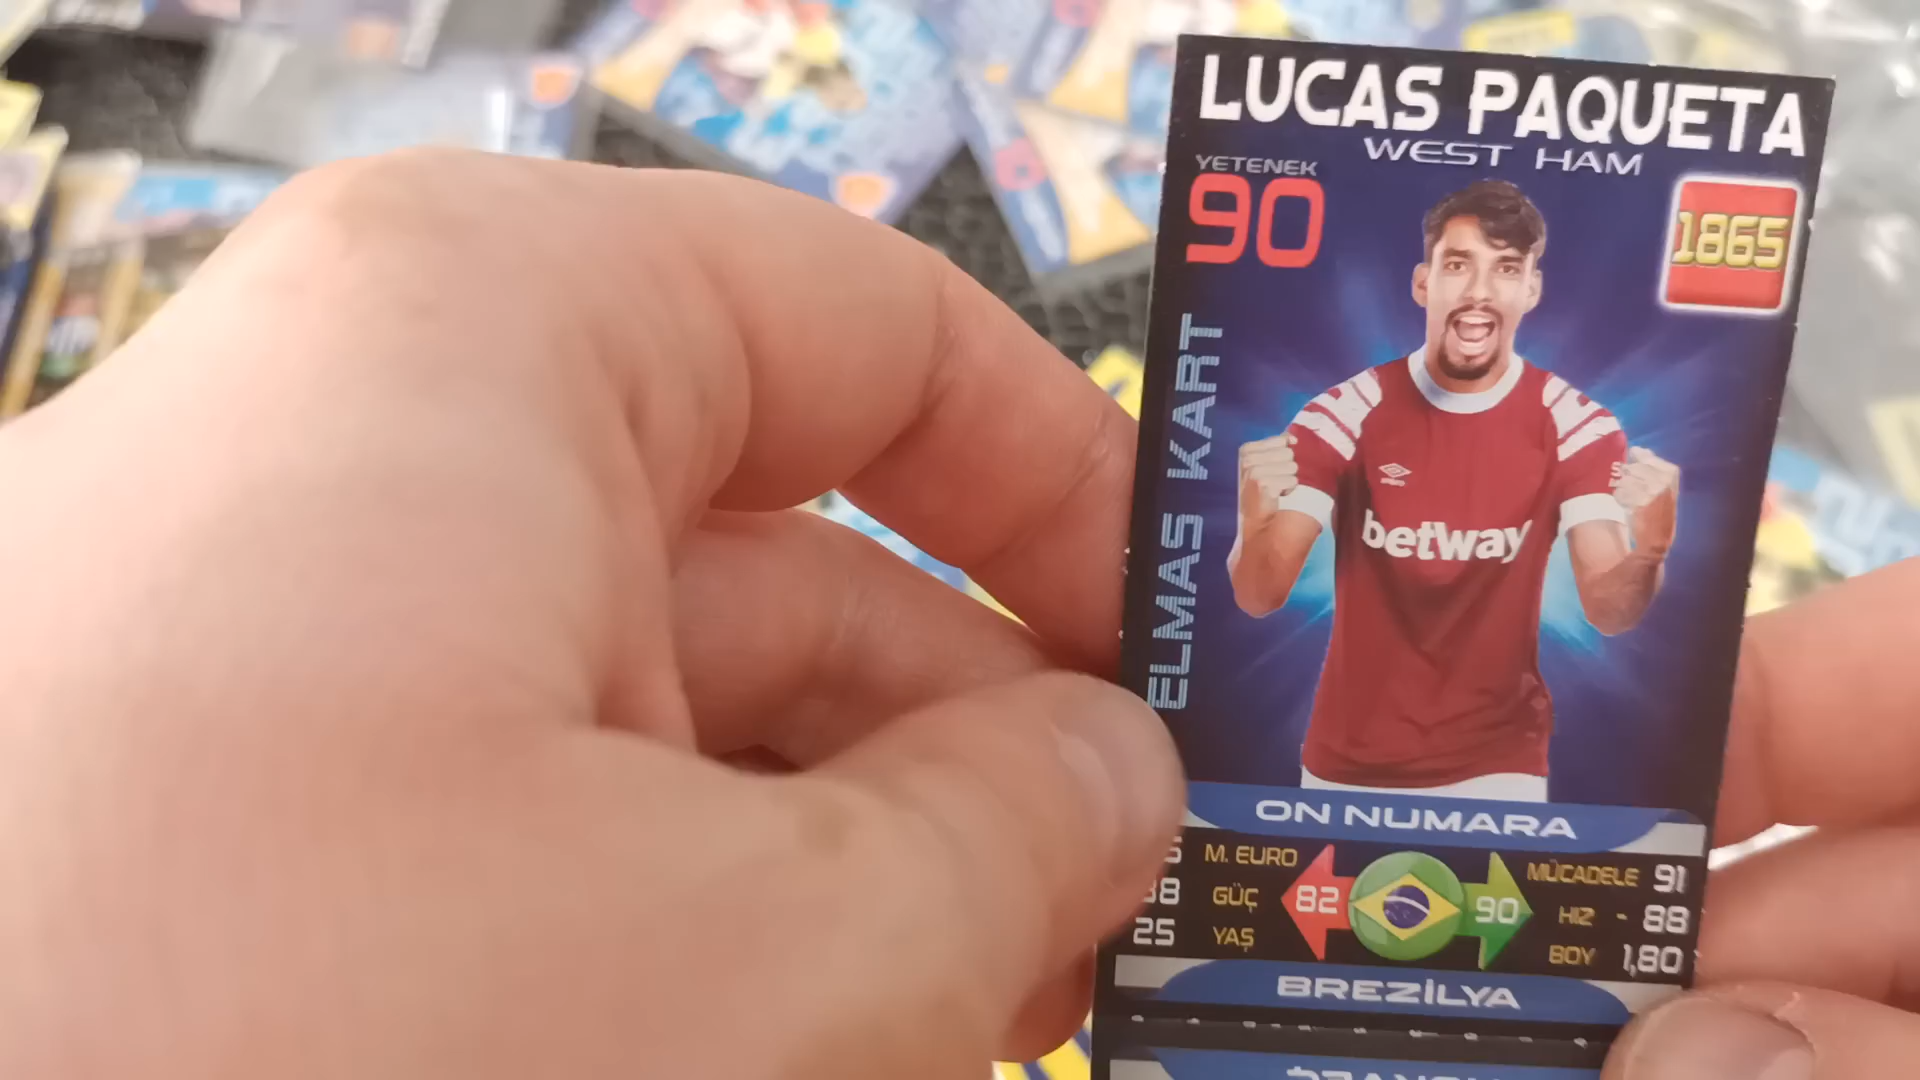 LUCAS PAQUETA
WEST HAM
YETENEK
90
1865
ELMAS KART
betway
ON NUMARA
M. EURO
GÜÇ
25 YAŞ
82
90
MÜCADELE 91
HIZ - 88
BOY 1,80
BREZİLYA